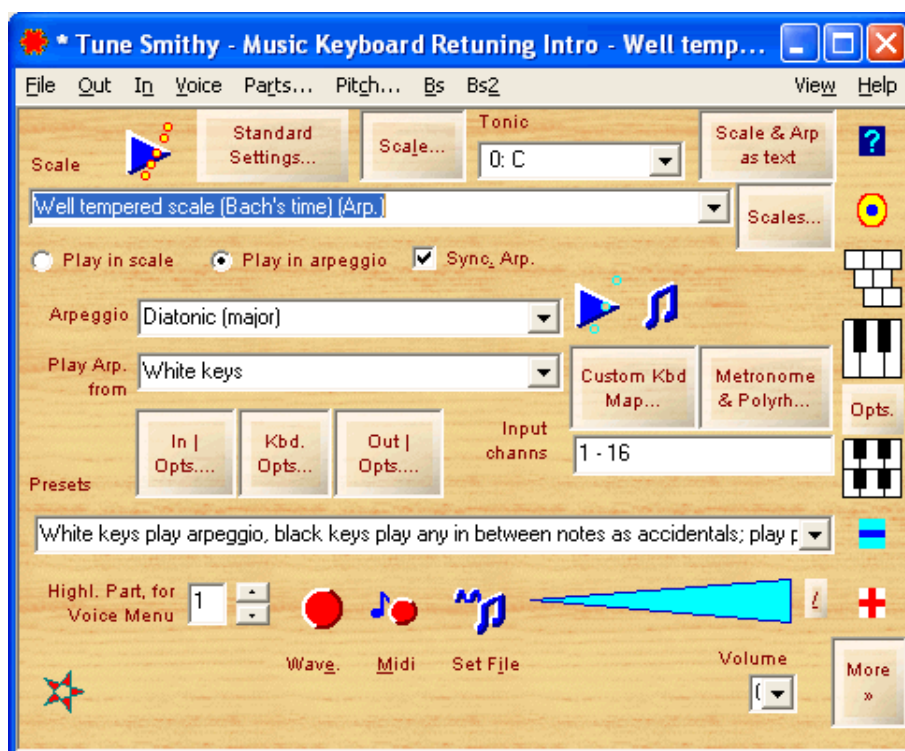 * Tune Smithy - Music Keyboard Retuning Intro - Well temp...
File Out In Voice Parts... Pitch... Bs Bs2 View Help
Scale
Standard
Settings...
Scale...
Tonic
0: C
Scale & Arp
as text
?
Well tempered scale (Bach's time) (Arp.)
Scales...
Play in scale
Play in arpeggio
Sync. Arp.
Arpeggio
Diatonic (major)
Play Arp.
from
White keys
Custom Kbd
Map...
Metronome
& Polyrh...
Opts.
In |
Opts....
Kbd.
Opts...
Out |
Opts....
Input
channs
1 - 16
Presets
White keys play arpeggio, black keys play any in between notes as accidentals; play
Highl. Part, for
Voice Menu
1
Wave.
Midi
Set File
Volume
More
»